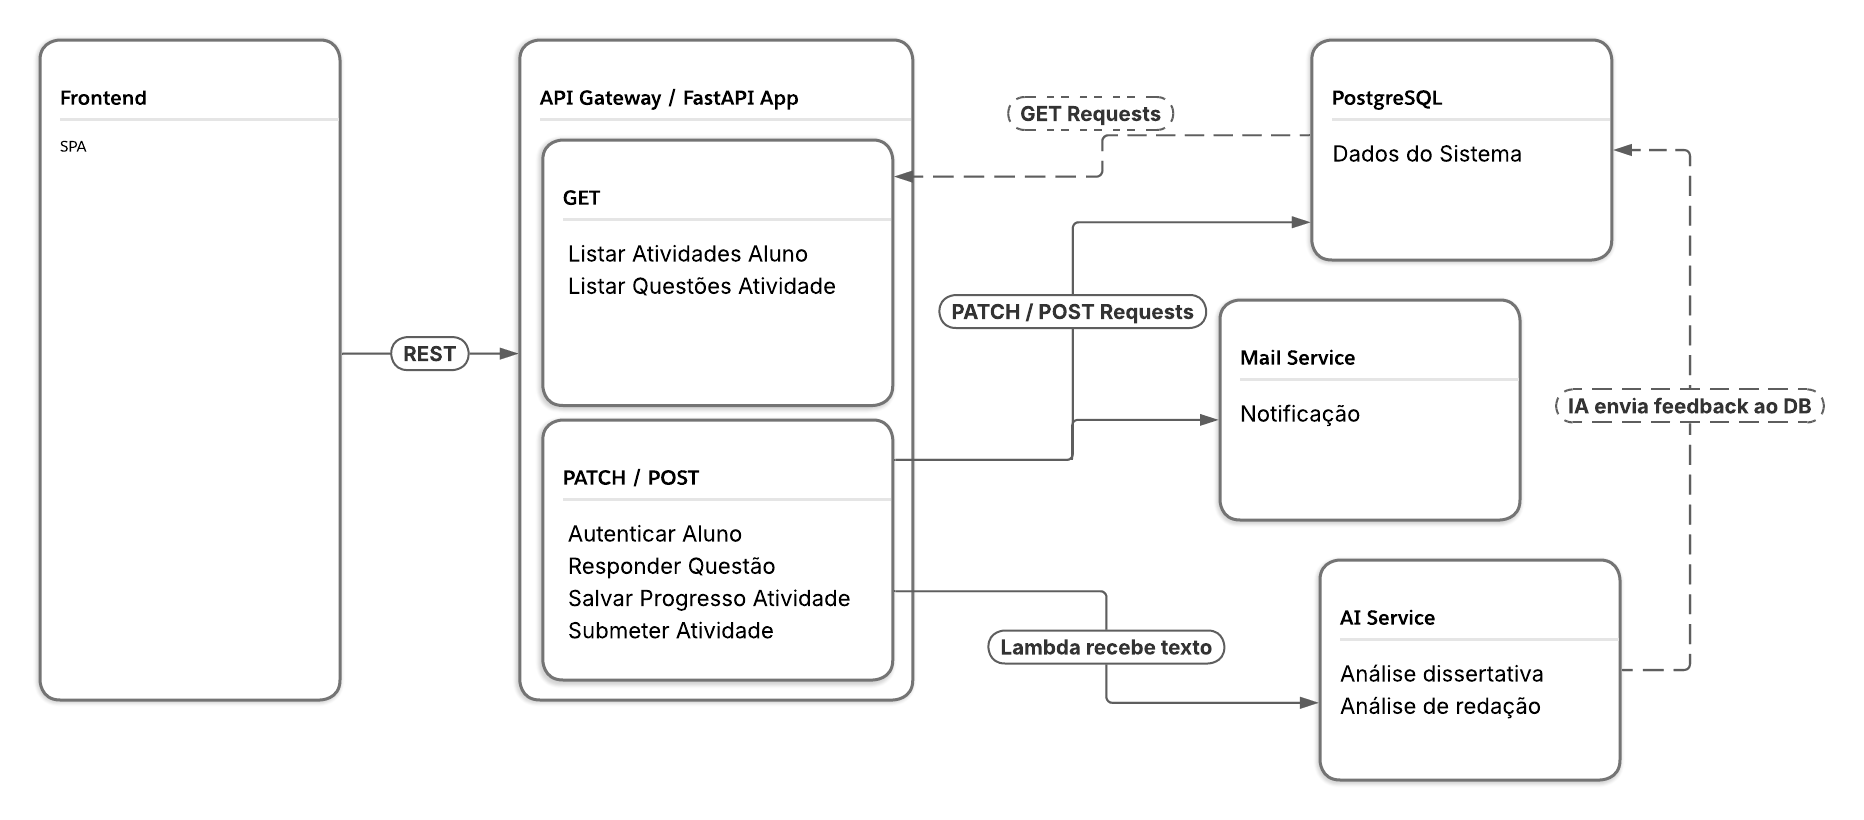 Frontend
SPA
REST
API Gateway / FastAPI App
GET
Listar Atividades Aluno
Listar Questões Atividade
PATCH / POST
Autenticar Aluno
Responder Questão
Salvar Progresso Atividade
Submeter Atividade
GET Requests
PATCH / POST Requests
Lambda recebe texto
PostgreSQL
Dados do Sistema
Mail Service
Notificação
AI Service
Análise dissertativa
Análise de redação
IA envia feedback ao DB